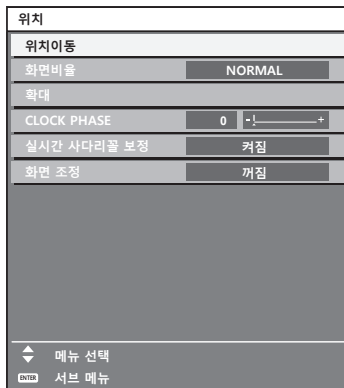 위치
위치이동
화면비율 NORMAL
확대
CLOCK PHASE 0 - +
실시간 사다리꼴 보정 켜짐
화면 조정 꺼짐
메뉴 선택
ENTER 서브 메뉴